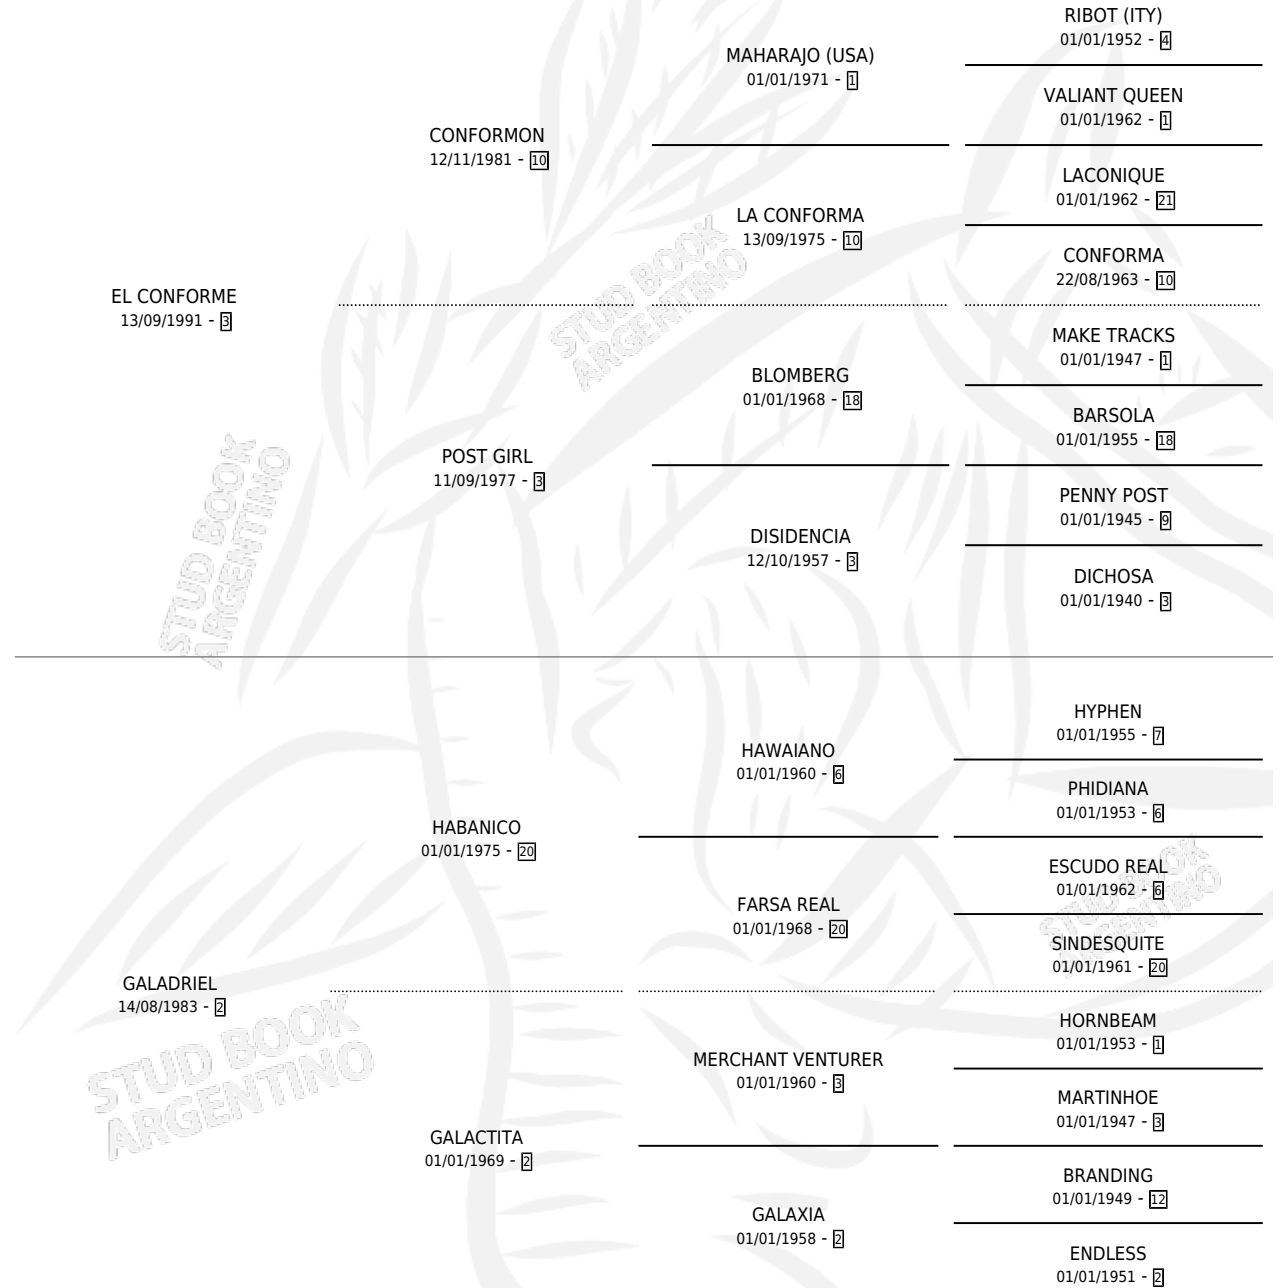 RIBOT (ITY)
01/01/1952 - 4
MAHARAJO (USA)
01/01/1971 - 1
VALIANT QUEEN
01/01/1962 - 1
CONFORMON
12/11/1981 - 10
LACONIQUE
01/01/1962 - 21
LA CONFORMA
13/09/1975 - 10
CONFORMA
22/08/1963 - 10
EL CONFORME
13/09/1991 - 3
STUD BOOK
ARGENTINO
MAKE TRACKS
01/01/1947 - 1
BLOMBERG
01/01/1968 - 18
BARSOLA
01/01/1955 - 18
POST GIRL
11/09/1977 - 3
PENNY POST
01/01/1945 - 9
DISIDENCIA
12/10/1957 - 3
DICHOSA
01/01/1940 - 3
STUD BOOK
ARGENTINO
HYPHEN
01/01/1955 - 7
HAWAIANO
01/01/1960 - 6
PHIDIANA
01/01/1953 - 6
HABANICO
01/01/1975 - 20
ESCUDO REAL
01/01/1962 - 6
FARSA REAL
01/01/1968 - 20
SINDESQUITE
01/01/1961 - 20
STUD BOOK
ARGENTINO
GALADRIEL
14/08/1983 - 2
HORNBEAM
01/01/1953 - 1
MERCHANT VENTURER
01/01/1960 - 3
MARTINHOE
01/01/1947 - 3
STUD BOOK
ARGENTINO
GALACTITA
01/01/1969 - 2
BRANDING
01/01/1949 - 12
GALAXIA
01/01/1958 - 2
ENDLESS
01/01/1951 - 2